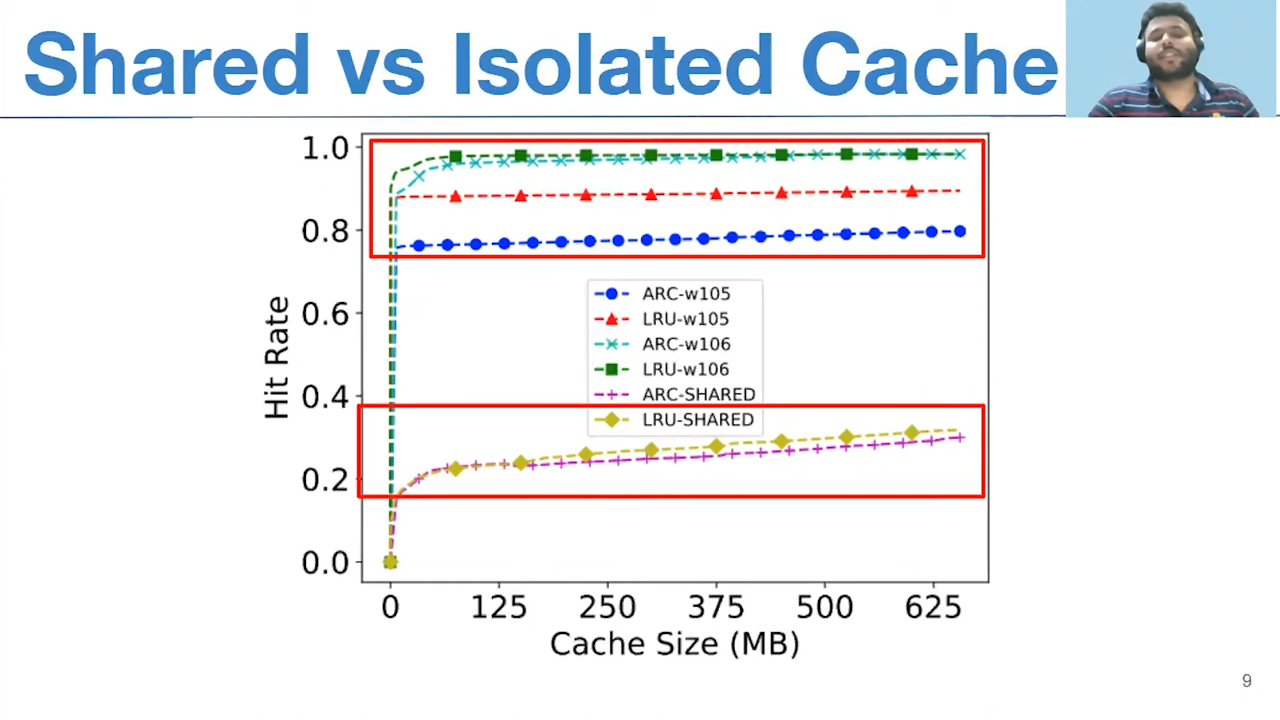 Shared vs Isolated Cache
1.0
0.8
0.6
0.4
0.2
0.0
Hit Rate
ARC-w105
LRU-w105
ARC-w106
LRU-w106
ARC-SHARED
LRU-SHARED
0 125 250 375 500 625
Cache Size (MB)
9